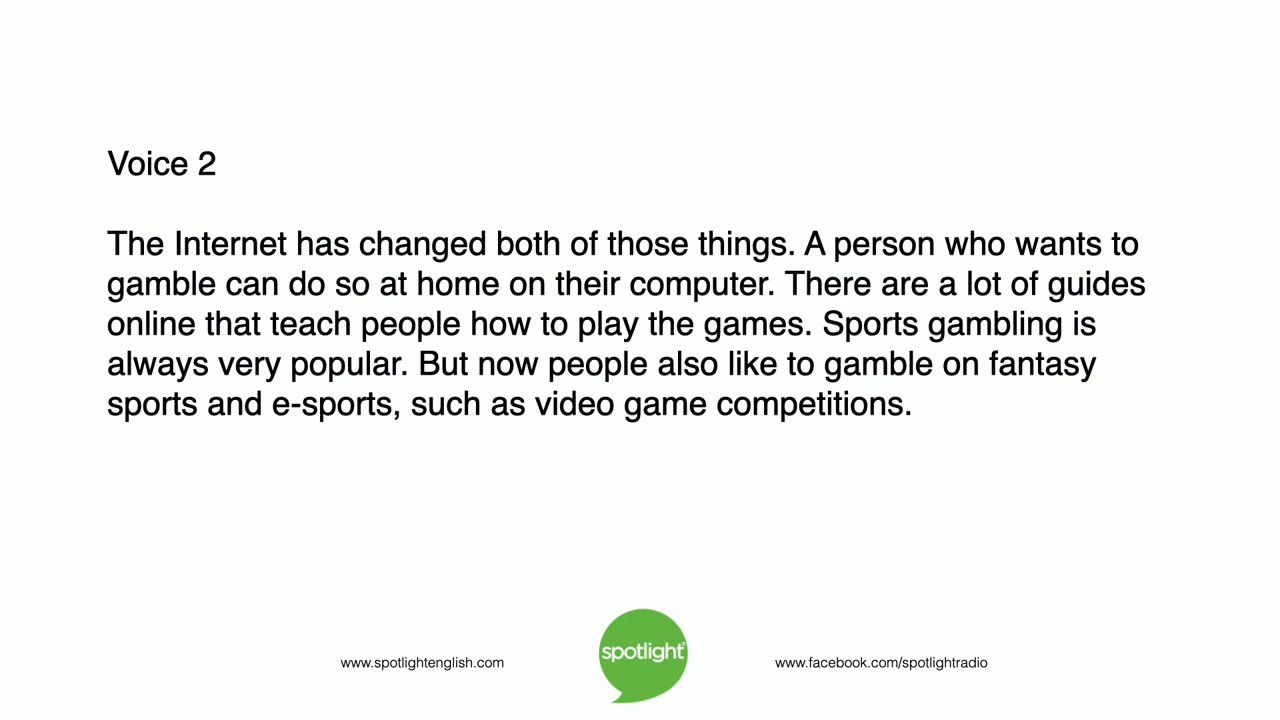 Voice 2
The Internet has changed both of those things. A person who wants to
gamble can do so at home on their computer. There are a lot of guides
online that teach people how to play the games. Sports gambling is
always very popular. But now people also like to gamble on fantasy
sports and e-sports, such as video game competitions.
www.spotlightenglish.com
spotlight®
www.facebook.com/spotlightradio